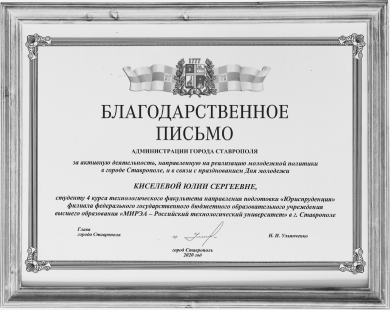 1777
БЛАГОДАРСТВЕННОЕ
ПИСЬМО
АДМИНИСТРАЦИИ ГОРОДА СТАВРОПОЛЯ
за активную деятельность, направленную на реализацию молодежной политики
в городе Ставрополе, и в связи с празднованием Дня молодежи
КИСЕЛЕВОЙ ЮЛИИ СЕРГЕЕВНЕ,
студенту 4 курса технологического факультета направления подготовки «Юриспруденция»
филиала федерального государственного бюджетного образовательного учреждения
высшего образования «МИРЭА – Российский технологический университет» в г. Ставрополе
Глава
города Ставрополя
И. И. Ульянченко
город Ставрополь
2020 год